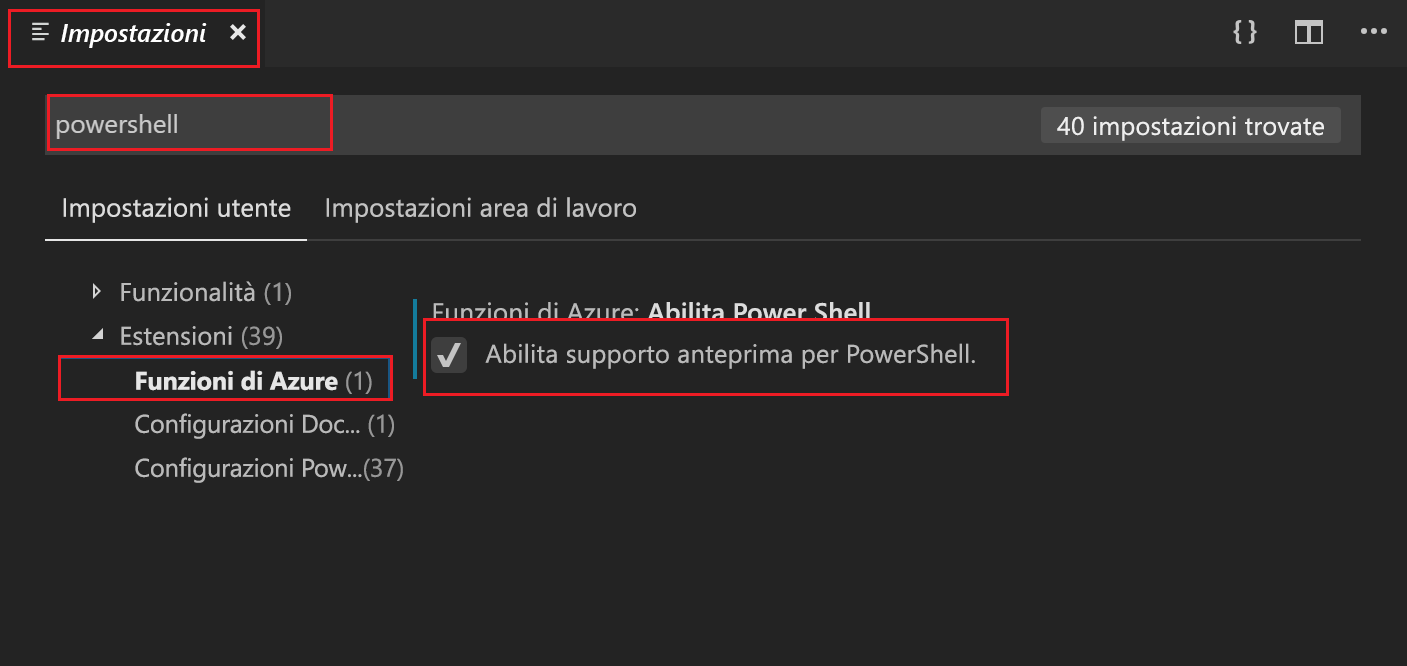 Impostazioni
powershell
40 impostazioni trovate
Impostazioni utente
Impostazioni area di lavoro
Funzionalità (1)
Estensioni (39)
Funzioni di Azure (1)
Configurazioni Doc... (1)
Configurazioni Pow...(37)
Funzioni di Azure: Abilita Power Shell
Abilita supporto anteprima per PowerShell.